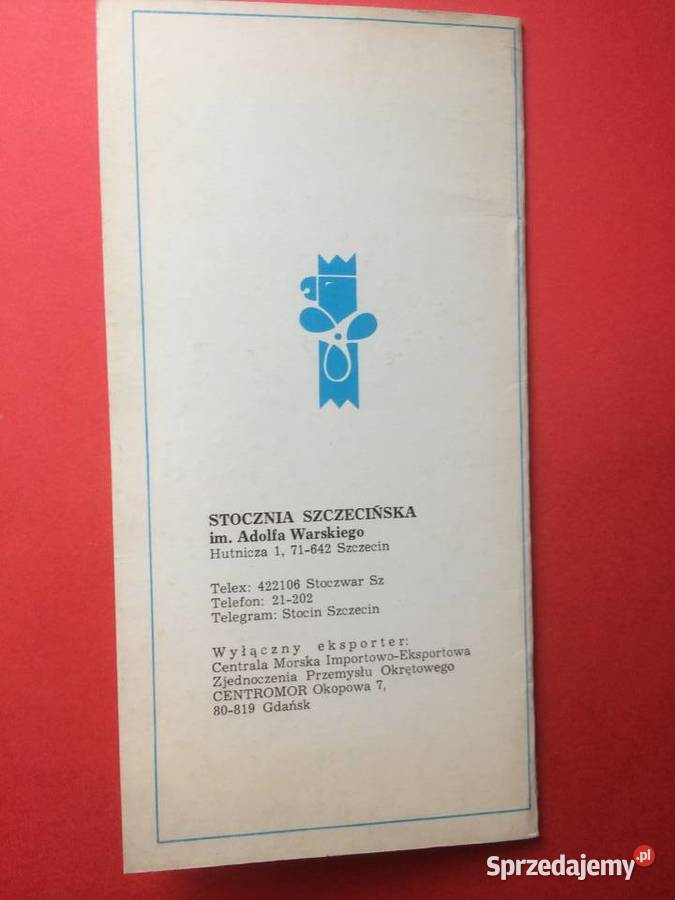 STOCZNIA SZCZECIŃSKA
im. Adolfa Warskiego
Hutnicza 1, 71-642 Szczecin
Telex: 422106 Stoczwar Sz
Telefon: 21-202
Telegram: Stocin Szczecin
Wyłączny eksporter:
Centrala Morska Importowo-Eksportowa
Zjednoczenia Przemysłu Okrętowego
CENTROMOR Okopowa 7,
80-819 Gdańsk
Sprzedajemy.pl